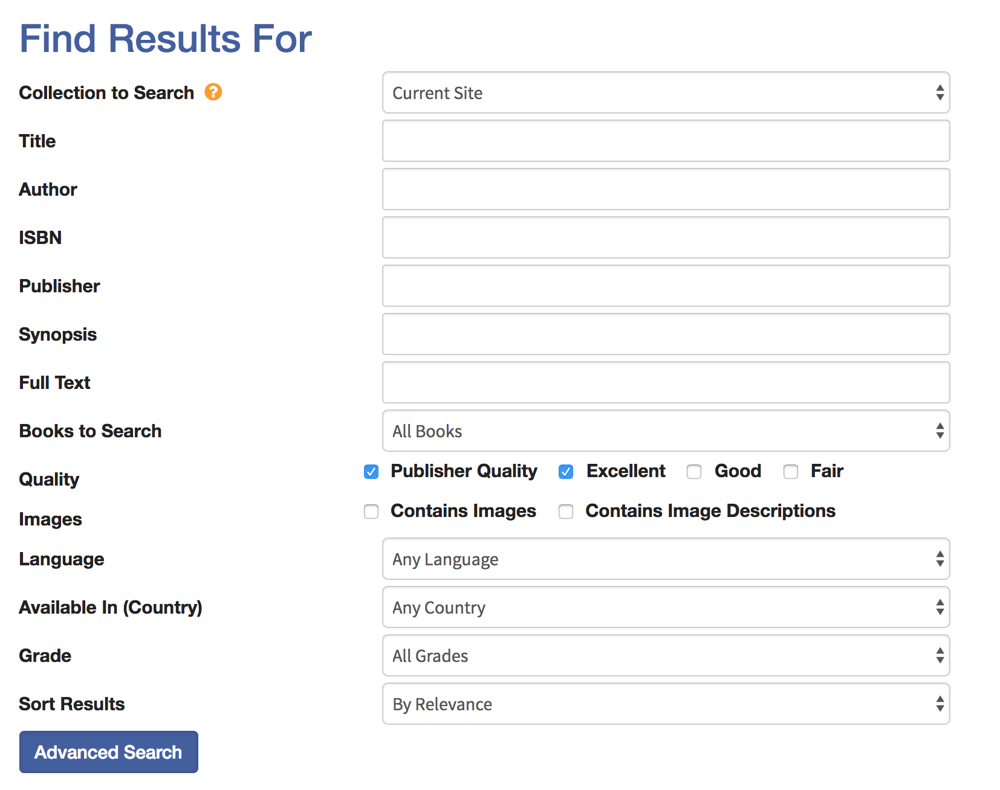 Find Results For
Collection to Search ? Current Site
Title
Author
ISBN
Publisher
Synopsis
Full Text
Books to Search All Books
Quality Publisher Quality Excellent Good Fair
Images Contains Images Contains Image Descriptions
Language Any Language
Available In (Country) Any Country
Grade All Grades
Sort Results By Relevance
Advanced Search